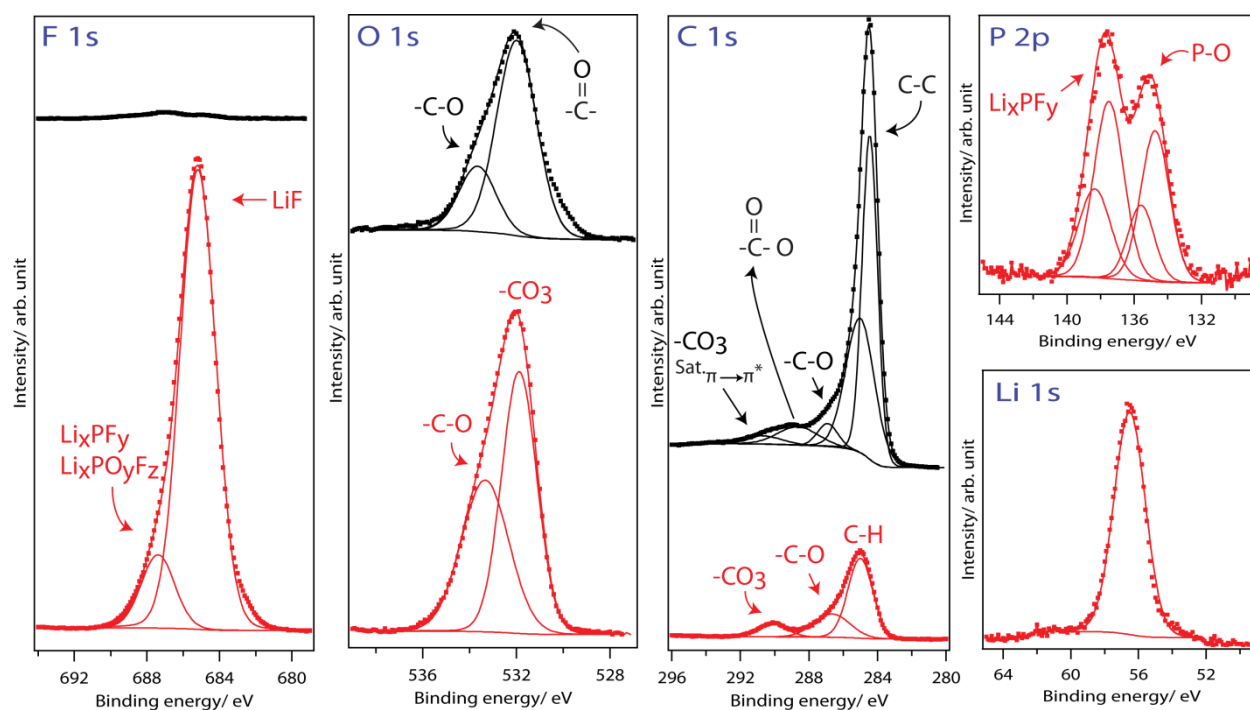 F 1s
LiF
LixPFy
LixPOyFz
Intensity/ arb. unit
692 688 684 680
Binding energy/ eV
O 1s
O
=
-C-
-C-O
-CO3
-C-O
Intensity/ arb. unit
536 532 528
Binding energy/ eV
C 1s
C-C
O
=
-C- O
-CO3
Sat. π→π*
-C-O
C-H
-C-O
-CO3
Intensity/ arb. unit
296 292 288 284 280
Binding energy/ eV
P 2p
P-O
LixPFy
Intensity/ arb. unit
144 140 136 132
Binding energy/ eV
Li 1s
Intensity/ arb. unit
64 60 56 52
Binding energy/ eV